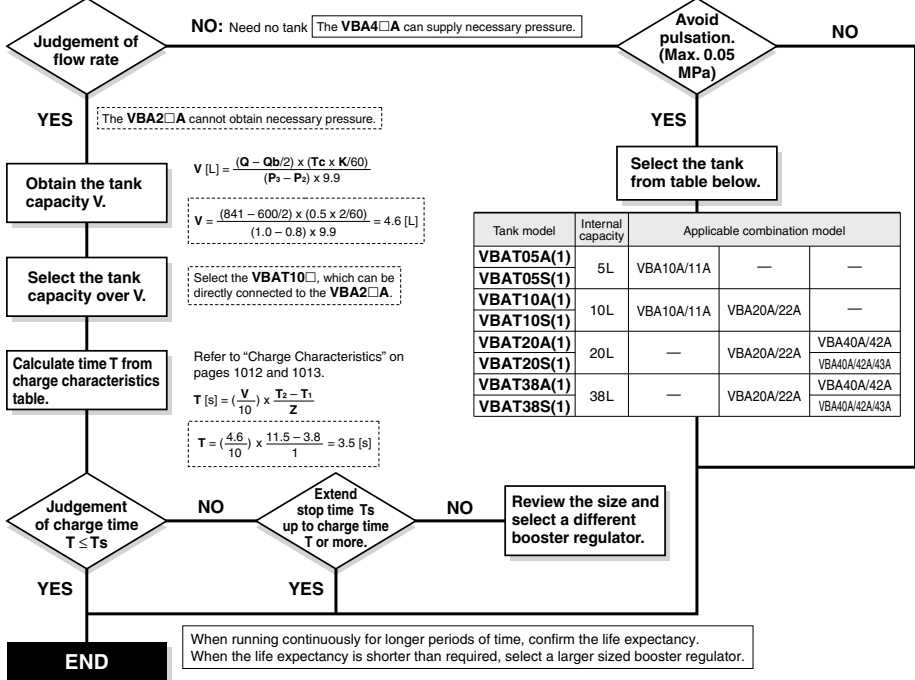 Judgement of
flow rate
NO: Need no tank The VBA4□A can supply necessary pressure.
Avoid
pulsation.
(Max. 0.05
MPa)
NO
YES
The VBA2□A cannot obtain necessary pressure.
YES
Obtain the tank
capacity V.
V [L] = (Q – Qb/2) x (Tc x K/60) / (P3 – P2) x 9.9
V = (841 – 600/2) x (0.5 x 2/60) / (1.0 – 0.8) x 9.9 = 4.6 [L]
Select the tank
from table below.
Select the tank
capacity over V.
Select the VBAT10□, which can be
directly connected to the VBA2□A.
Tank model Internal capacity Applicable combination model
VBAT05A(1)
VBAT05S(1)
5L VBA10A/11A — —
VBAT10A(1)
VBAT10S(1)
10L VBA10A/11A VBA20A/22A —
VBAT20A(1)
VBAT20S(1)
20L — VBA20A/22A VBA40A/42A
VBA40A/42A/43A
VBAT38A(1)
VBAT38S(1)
38L — VBA20A/22A VBA40A/42A
VBA40A/42A/43A
Calculate time T from
charge characteristics
table.
Refer to “Charge Characteristics” on
pages 1012 and 1013.
T [s] = (V/10) x T2 – T1/Z
T = (4.6/10) x 11.5 – 3.8/1 = 3.5 [s]
Judgement
of charge time
T ≤ Ts
NO
Extend
stop time Ts
up to charge time
T or more.
NO
Review the size and
select a different
booster regulator.
YES
YES
END
When running continuously for longer periods of time, confirm the life expectancy.
When the life expectancy is shorter than required, select a larger sized booster regulator.